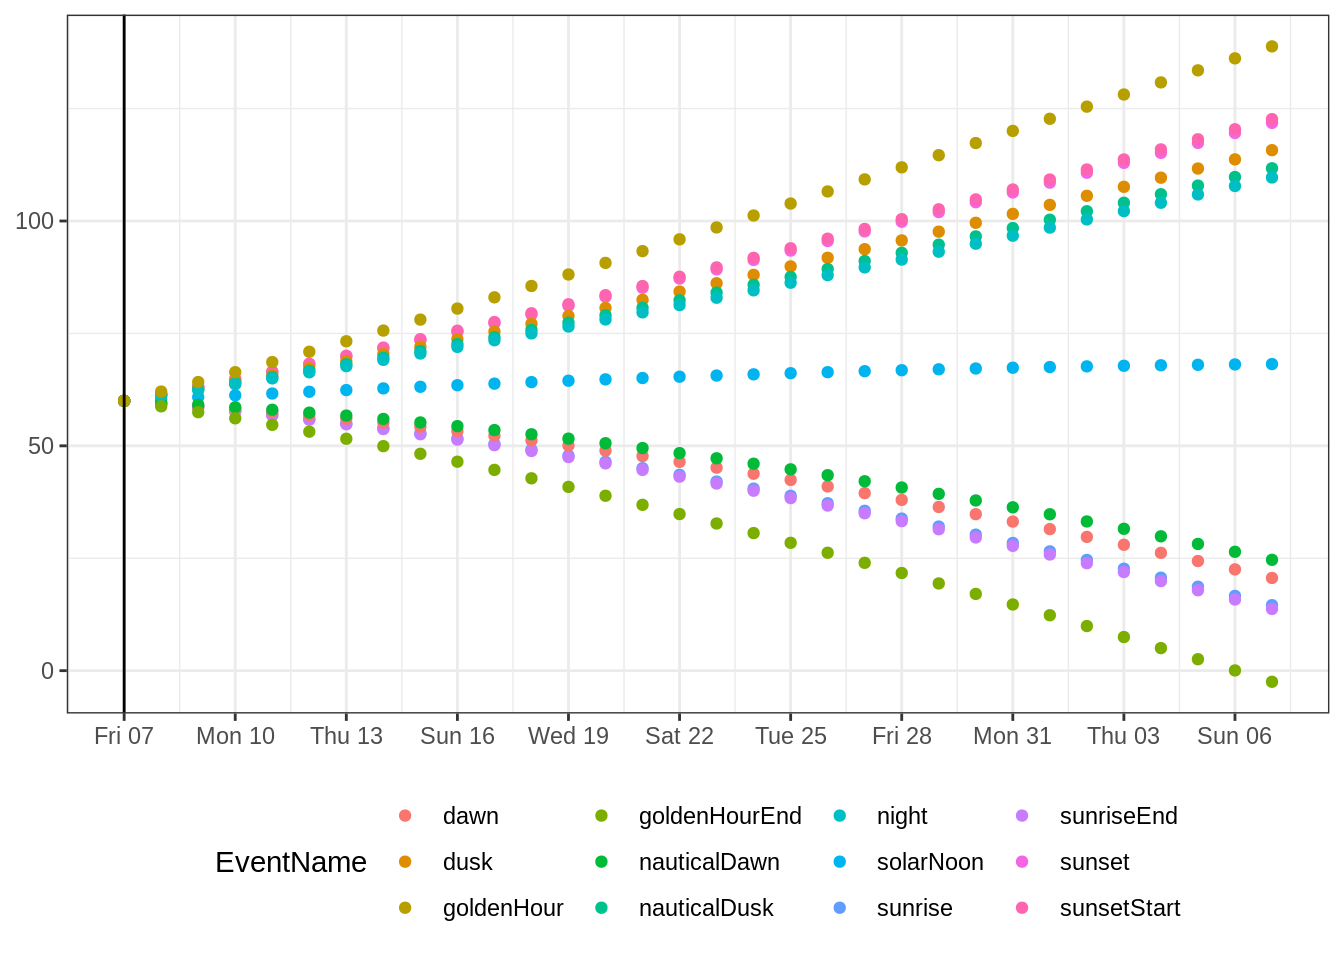 100
50
0
Fri 07 Mon 10 Thu 13 Sun 16 Wed 19 Sat 22 Tue 25 Fri 28 Mon 31 Thu 03 Sun 06
EventName
dawn goldenHourEnd night sunriseEnd
dusk nauticalDawn solarNoon sunset
goldenHour nauticalDusk sunrise sunsetStart